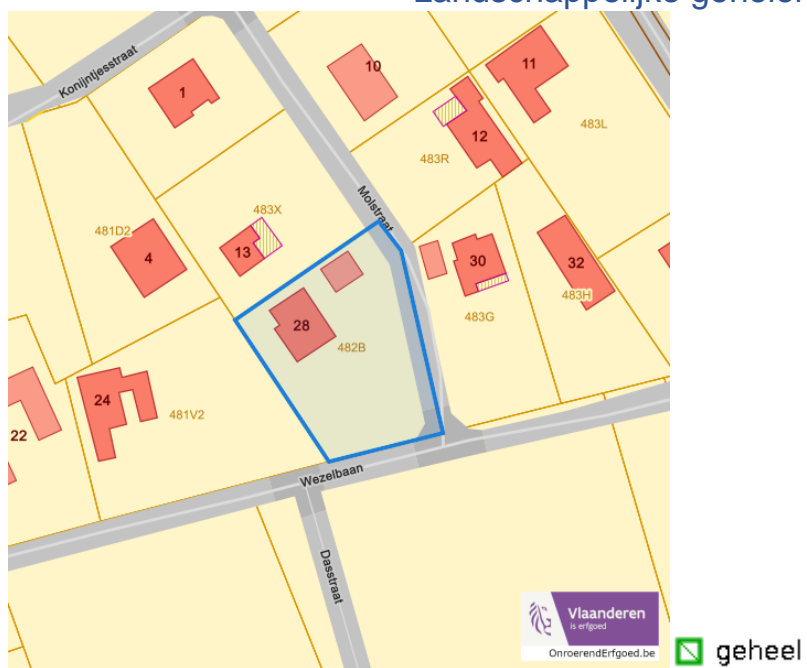 Landschappelijke geheel
Konijntjesstraat
1
10
11
12
483L
483R
Molstraat
483X
481D2
4
13
30
32
483H
483G
28
482B
24
481V2
22
Wezelbaan
Dasstraat
Vlaanderen
is erfgoed
OnroerendErfgoed.be
geheel